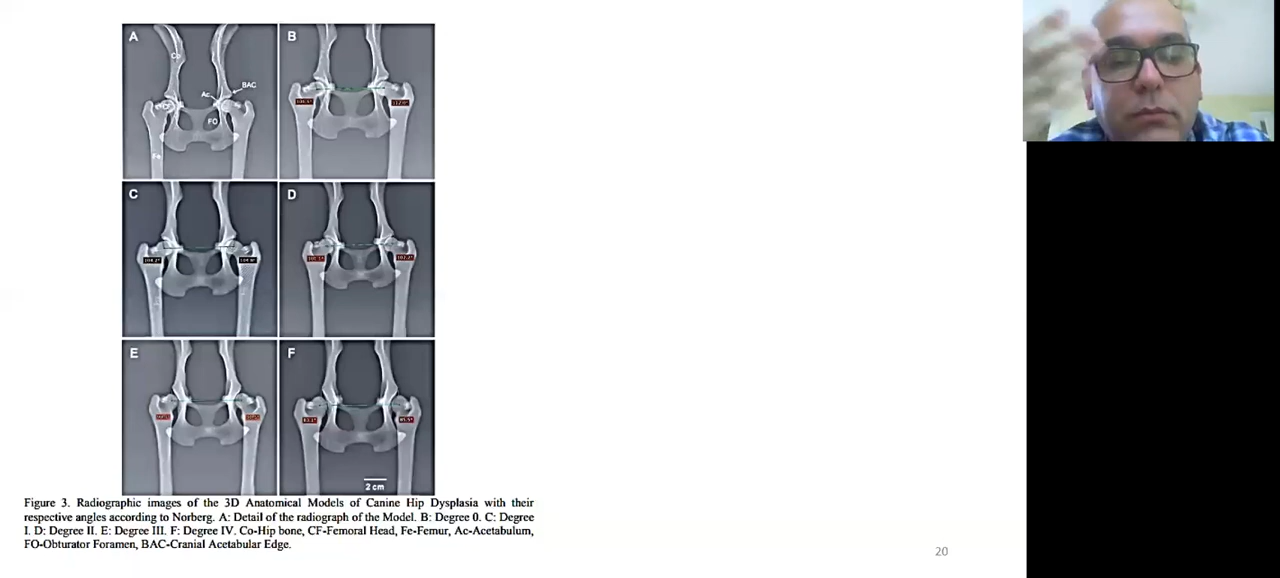 A
B
Co
Ac
BAC
CF
FO
Fe
C
D
E
F
2 cm
Figure 3. Radiographic images of the 3D Anatomical Models of Canine Hip Dysplasia with their
respective angles according to Norberg. A: Detail of the radiograph of the Model. B: Degree 0. C: Degree
I. D: Degree II. E: Degree III. F: Degree IV. Co-Hip bone, CF-Femoral Head, Fe-Femur, Ac-Acetabulum,
FO-Obturator Foramen, BAC-Cranial Acetabular Edge.
20